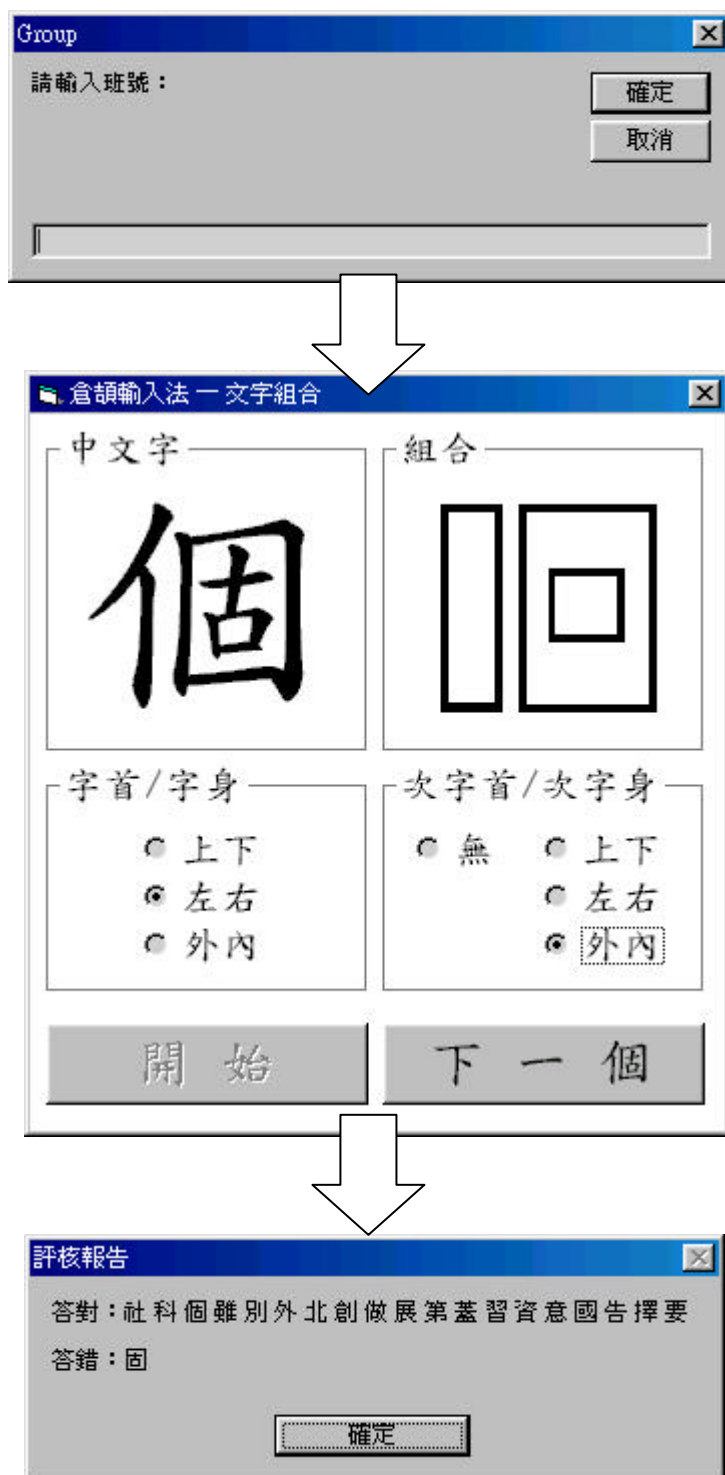 Group
請輸入班號：
確定
取消
倉頡輸入法 — 文字組合
中文字
組合
個
字首/字身
次字首/次字身
上下
無 上下
左右
左右
外內
外內
開 始
下 一 個
評核報告
答對：社科個雖別外北創做展第蓋習資意國告擇要
答錯：固
確定